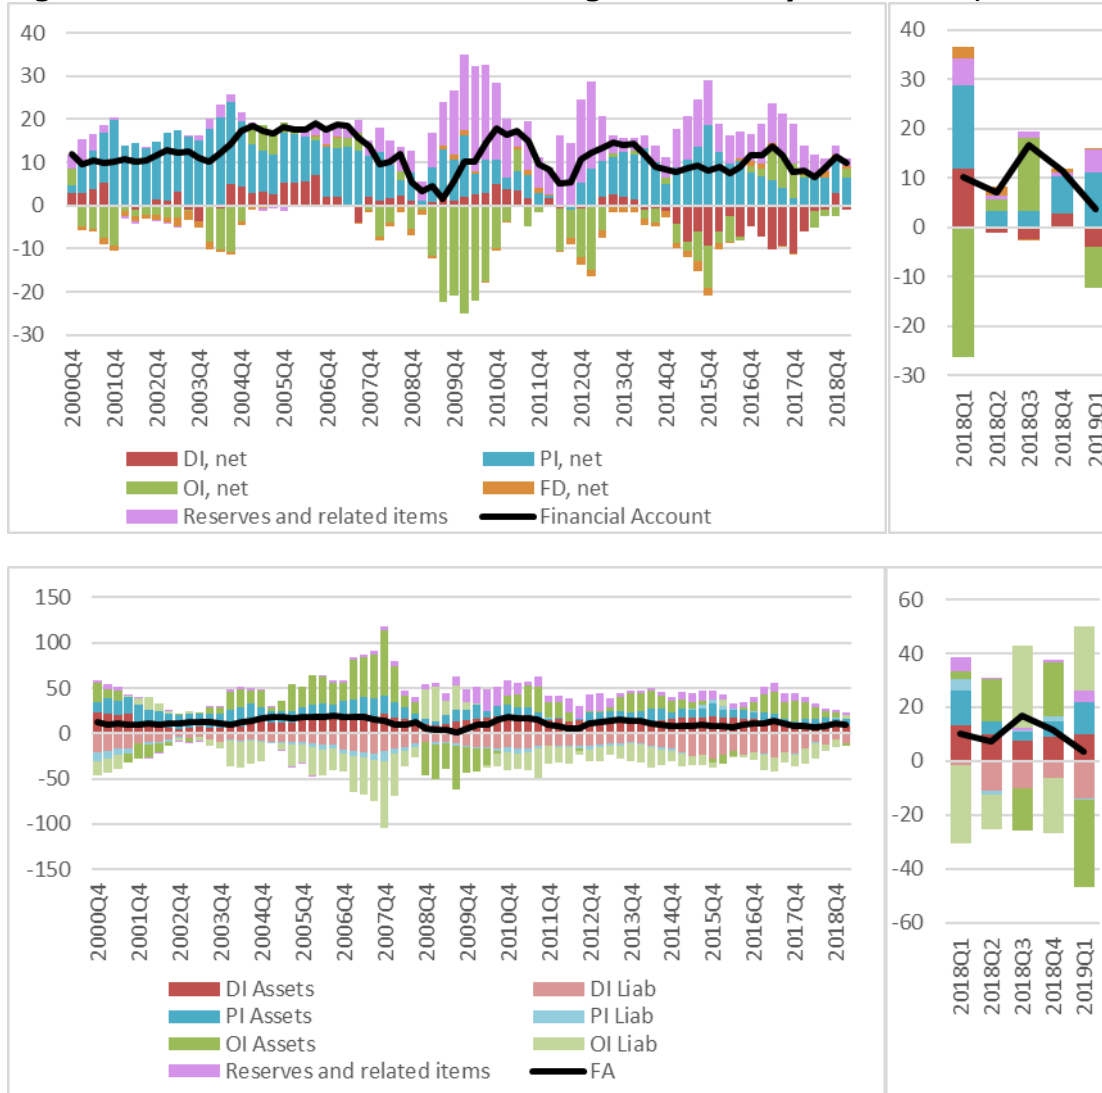 40
30
20
10
0
-10
-20
-30
2000Q4
2001Q4
2002Q4
2003Q4
2004Q4
2005Q4
2006Q4
2007Q4
2008Q4
2009Q4
2010Q4
2011Q4
2012Q4
2013Q4
2014Q4
2015Q4
2016Q4
2017Q4
2018Q4
DI, net
PI, net
OI, net
FD, net
Reserves and related items
Financial Account
40
30
20
10
0
-10
-20
-30
2018Q1
2018Q2
2018Q3
2018Q4
2019Q1
150
100
50
0
-50
-100
-150
2000Q4
2001Q4
2002Q4
2003Q4
2004Q4
2005Q4
2006Q4
2007Q4
2008Q4
2009Q4
2010Q4
2011Q4
2012Q4
2013Q4
2014Q4
2015Q4
2016Q4
2017Q4
2018Q4
DI Assets
DI Liab
PI Assets
PI Liab
OI Assets
OI Liab
Reserves and related items
FA
60
40
20
0
-20
-40
-60
2018Q1
2018Q2
2018Q3
2018Q4
2019Q1